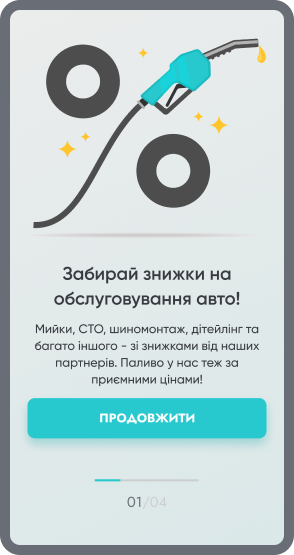 Забирай знижки на
обслуговування авто!
Мийки, СТО, шиномонтаж, дітейлінг та
багато іншого - зі знижками від наших
партнерів. Паливо у нас теж за
приємними цінами!
ПРОДОВЖИТИ
01/04